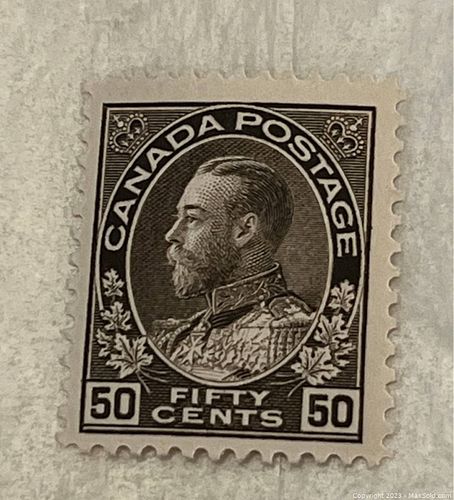 CANADA POSTAGE
50
FIFTY
CENTS
50
Copyright 2023 - MaxSold.com